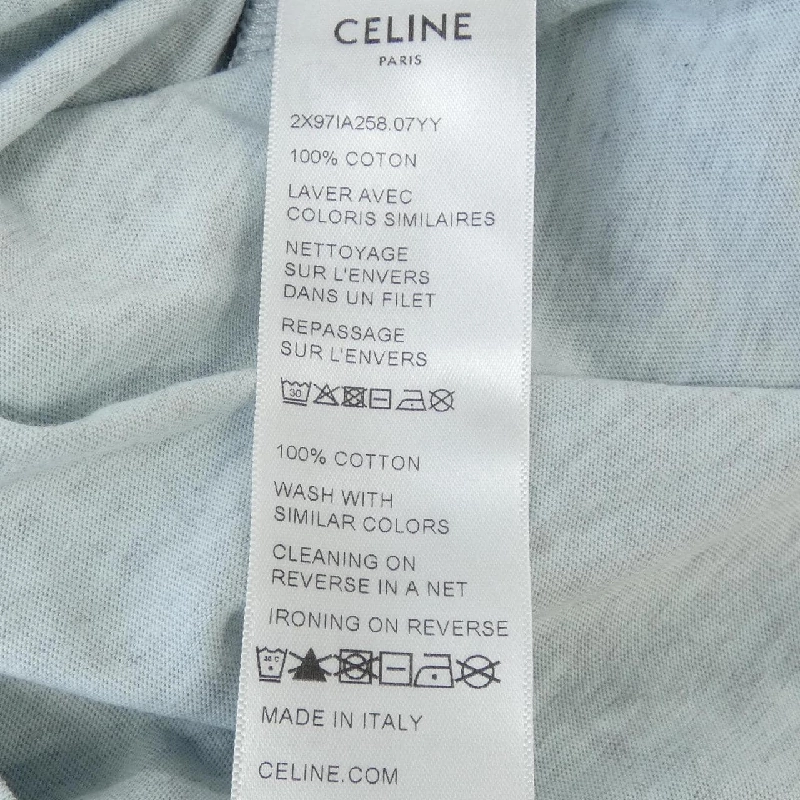 CELINE
PARIS
2X97IA258.07YY
100% COTON
LAVER AVEC
COLORIS SIMILAIRES
NETTOYAGE
SUR L'ENVERS
DANS UN FILET
REPASSAGE
SUR L'ENVERS
30
100% COTTON
WASH WITH
SIMILAR COLORS
CLEANING ON
REVERSE IN A NET
IRONING ON REVERSE
MADE IN ITALY
CELINE.COM